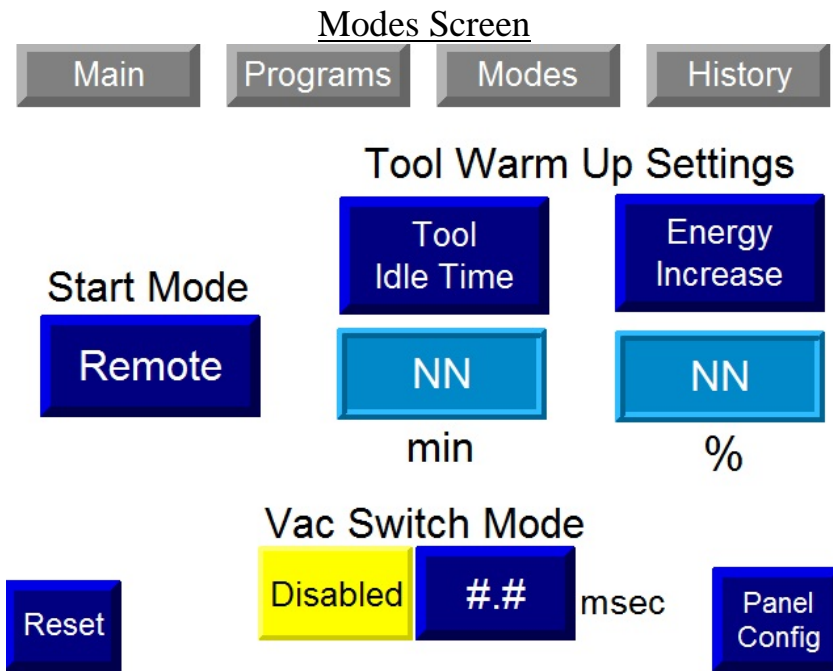 Modes Screen
Main Programs Modes History
Tool Warm Up Settings
Tool
Idle Time
Energy
Increase
Start Mode
Remote
NN
NN
min
%
Vac Switch Mode
Disabled
#.#
msec
Reset
Panel
Config